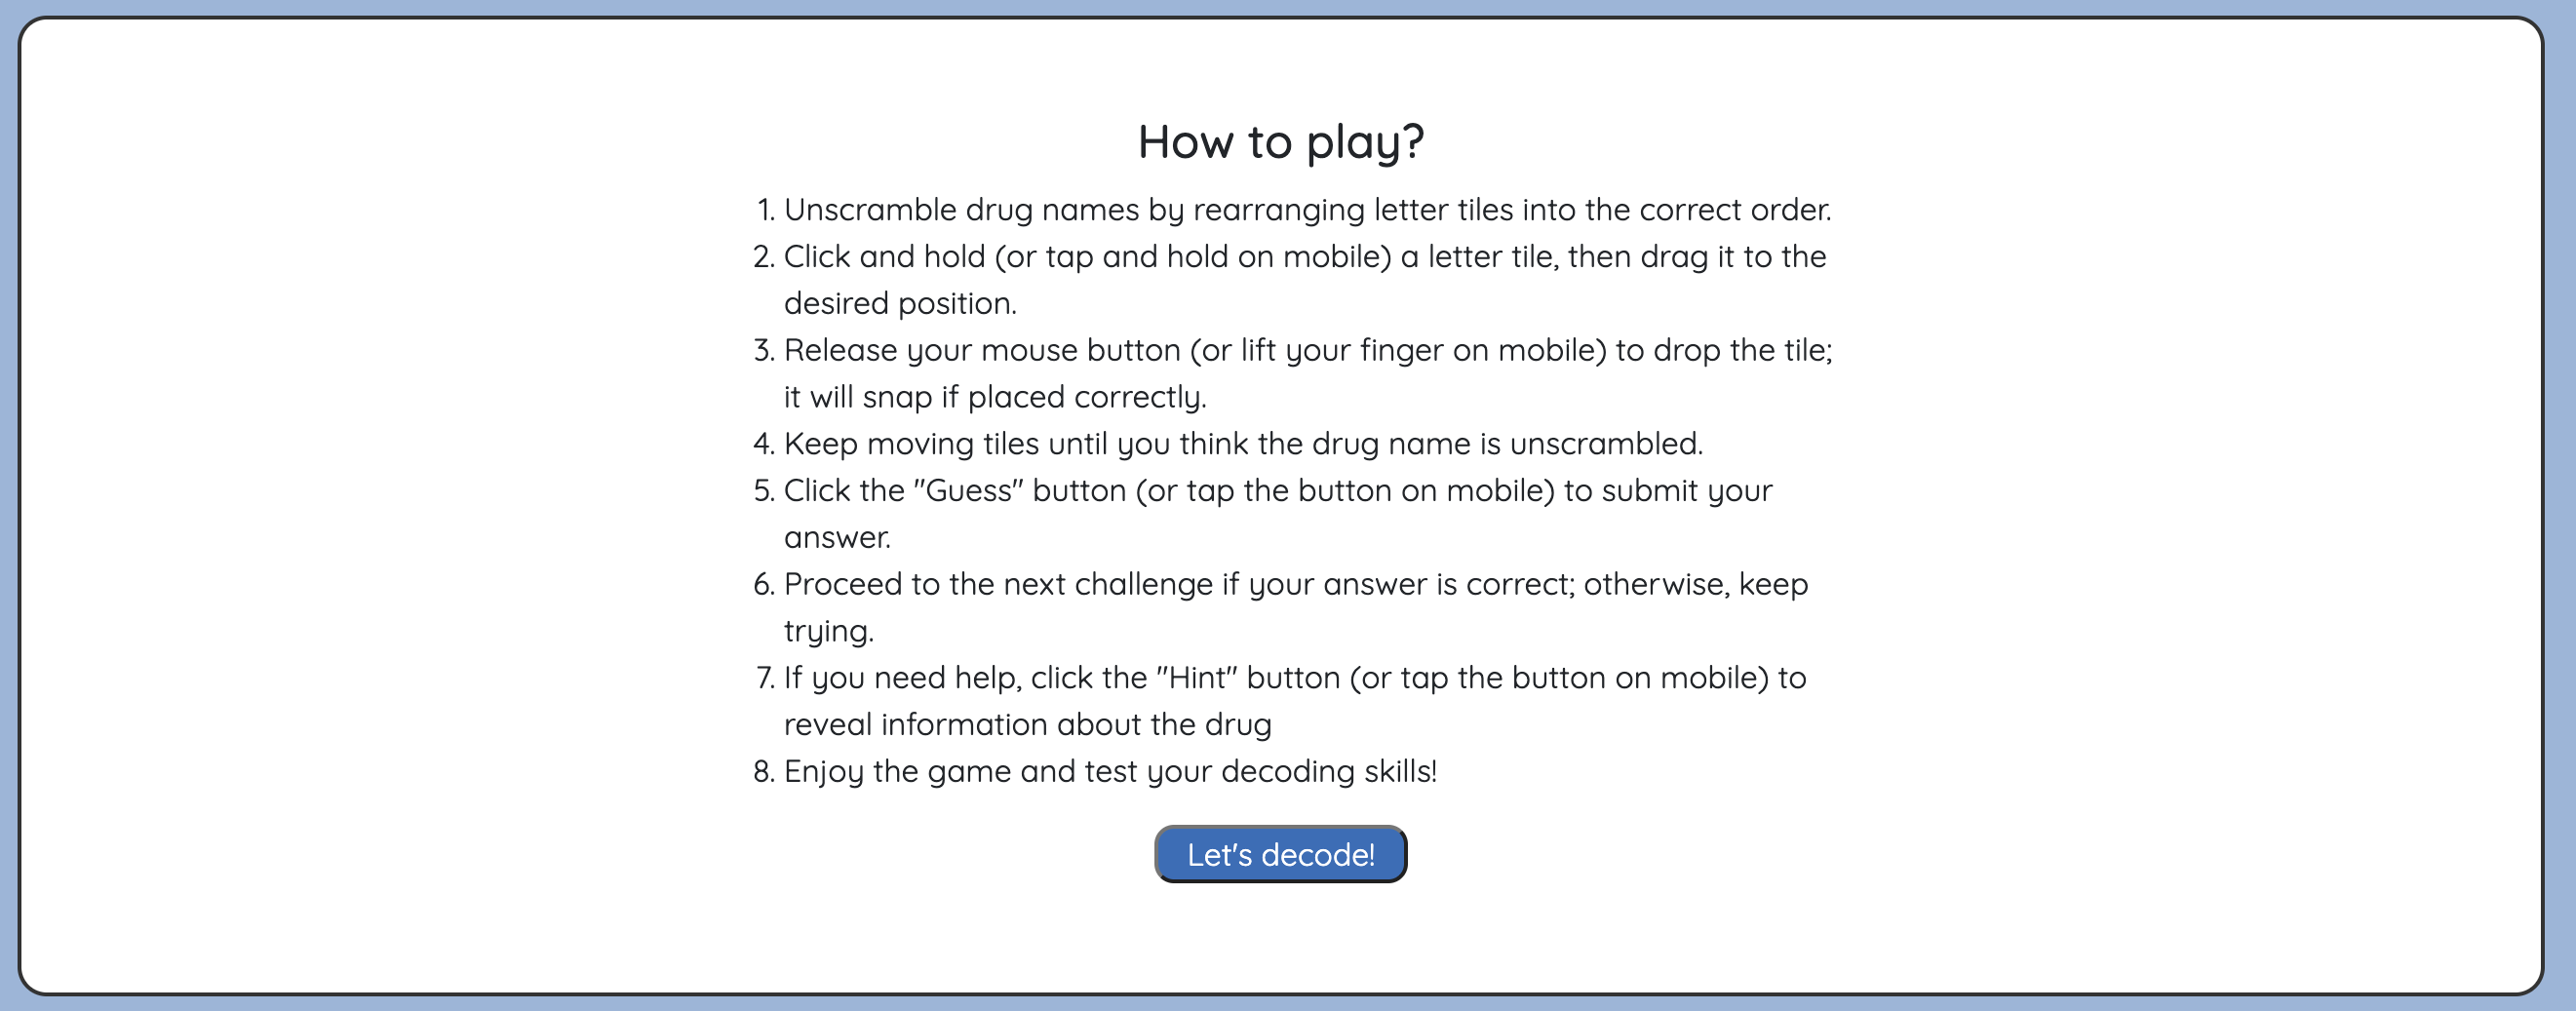 How to play?
1. Unscramble drug names by rearranging letter tiles into the correct order.
2. Click and hold (or tap and hold on mobile) a letter tile, then drag it to the
desired position.
3. Release your mouse button (or lift your finger on mobile) to drop the tile;
it will snap if placed correctly.
4. Keep moving tiles until you think the drug name is unscrambled.
5. Click the "Guess" button (or tap the button on mobile) to submit your
answer.
6. Proceed to the next challenge if your answer is correct; otherwise, keep
trying.
7. If you need help, click the "Hint" button (or tap the button on mobile) to
reveal information about the drug
8. Enjoy the game and test your decoding skills!
Let's decode!